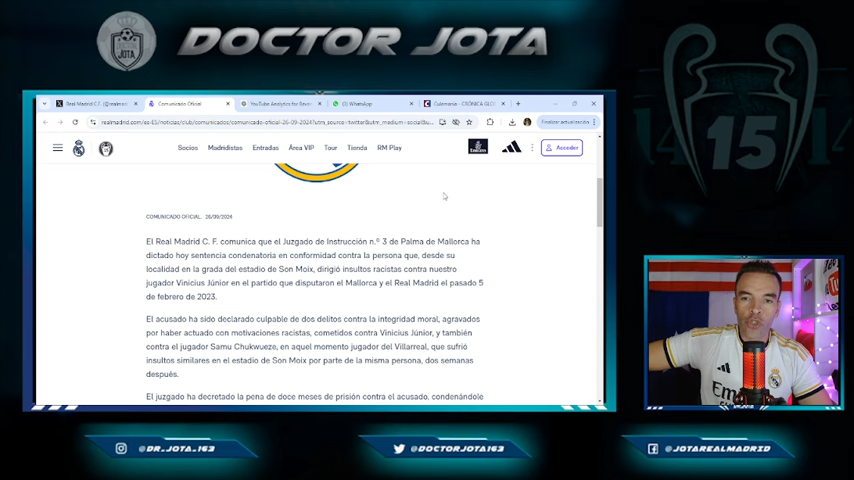 DOCTOR JOTA
DOCTOR
JOTA
15
Real Madrid C.F. (@realma
Comunicado Oficial
YouTube Analytics for
(1) WhatsApp
Culemanía - CRÓNICA GLO
realmadrid.com/es-ES/noticias/club/comunicados/comunicado-oficial-26-09-2024?utm_source=twitter&utm_medium=social&u...
Finalizar actualización
Socios Madridistas Entradas Área VIP Tour Tienda RM Play
Emirates
Acceder
COMUNICADO OFICIAL. 26/09/2024
El Real Madrid C. F. comunica que el Juzgado de Instrucción n.º 3 de Palma de Mallorca ha
dictado hoy sentencia condenatoria en conformidad contra la persona que, desde su
localidad en la grada del estadio de Son Moix, dirigió insultos racistas contra nuestro
jugador Vinicius Júnior en el partido que disputaron el Mallorca y el Real Madrid el pasado 5
de febrero de 2023.
El acusado ha sido declarado culpable de dos delitos contra la integridad moral, agravados
por haber actuado con motivaciones racistas, cometidos contra Vinicius Júnior, y también
contra el jugador Samu Chukwueze, en aquel momento jugador del Villarreal, que sufrió
insultos similares en el estadio de Son Moix por parte de la misma persona, dos semanas
después.
El juzgado ha decretado la pena de doce meses de prisión contra el acusado, condenándole
@DR_JOTA_163
@DOCTORJOTA163
@JOTAREALMADRID